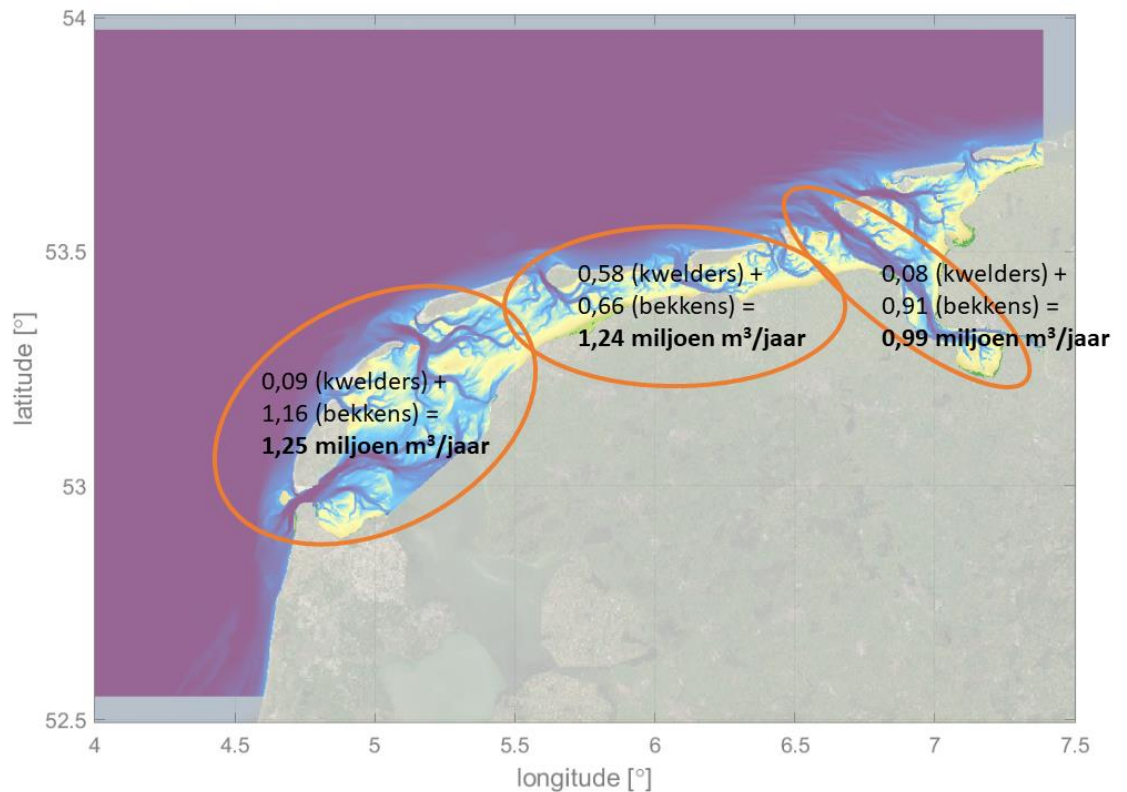 54
53.5
53
52.5
latitude [°]
0,58 (kwelders) +
0,66 (bekkens) =
1,24 miljoen m³/jaar
0,08 (kwelders) +
0,91 (bekkens) =
0,99 miljoen m³/jaar
0,09 (kwelders) +
1,16 (bekkens) =
1,25 miljoen m³/jaar
4 4.5 5 5.5 6 6.5 7 7.5
longitude [°]